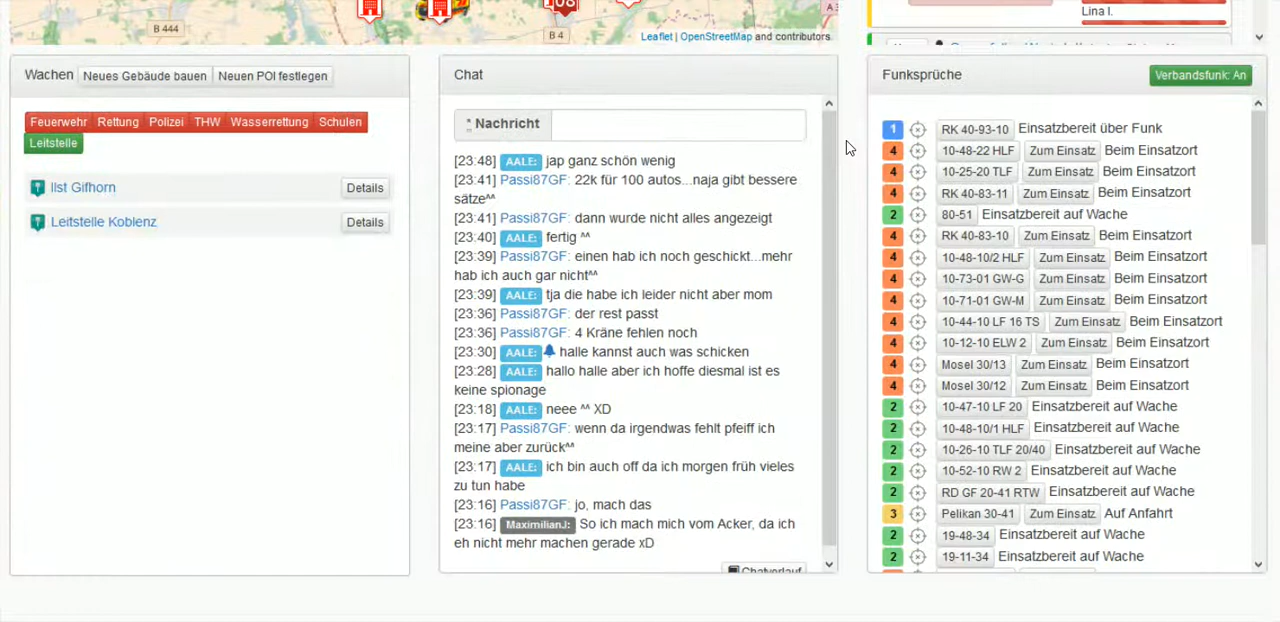 B 444
08
B 4
A 3
Leaflet | OpenStreetMap and contributors
Lina I.
Wachen
Neues Gebäude bauen
Neuen POI festlegen
Feuerwehr
Rettung
Polizei
THW
Wasserrettung
Schulen
Leitstelle
Ilst Gifhorn
Details
Leitstelle Koblenz
Details
Chat
* Nachricht
[23:48] AALE: jap ganz schön wenig
[23:41] Passi87GF: 22k für 100 autos...naja gibt bessere
sätze^^
[23:41] Passi87GF: dann wurde nicht alles angezeigt
[23:40] AALE: fertig ^^
[23:39] Passi87GF: einen hab ich noch geschickt...mehr
hab ich auch gar nicht^^
[23:39] AALE: tja die habe ich leider nicht aber mom
[23:36] Passi87GF: der rest passt
[23:36] Passi87GF: 4 Kräne fehlen noch
[23:30] AALE: halle kannst auch was schicken
[23:28] AALE: hallo halle aber ich hoffe diesmal ist es
keine spionage
[23:18] AALE: neee ^^ XD
[23:17] Passi87GF: wenn da irgendwas fehlt pfeiff ich
meine aber zurück^^
[23:17] AALE: ich bin auch off da ich morgen früh vieles
zu tun habe
[23:16] Passi87GF: jo, mach das
[23:16] MaximilianJ: So ich mach mich vom Acker, da ich
eh nicht mehr machen gerade xD
Chatverlauf
Funksprüche
Verbandsfunk: An
1 RK 40-93-10 Einsatzbereit über Funk
4 10-48-22 HLF Zum Einsatz Beim Einsatzort
4 10-25-20 TLF Zum Einsatz Beim Einsatzort
4 RK 40-83-11 Zum Einsatz Beim Einsatzort
2 80-51 Einsatzbereit auf Wache
4 RK 40-83-10 Zum Einsatz Beim Einsatzort
4 10-48-10/2 HLF Zum Einsatz Beim Einsatzort
4 10-73-01 GW-G Zum Einsatz Beim Einsatzort
4 10-71-01 GW-M Zum Einsatz Beim Einsatzort
4 10-44-10 LF 16 TS Zum Einsatz Beim Einsatzort
4 10-12-10 ELW 2 Zum Einsatz Beim Einsatzort
4 Mosel 30/13 Zum Einsatz Beim Einsatzort
4 Mosel 30/12 Zum Einsatz Beim Einsatzort
2 10-47-10 LF 20 Einsatzbereit auf Wache
2 10-48-10/1 HLF Einsatzbereit auf Wache
2 10-26-10 TLF 20/40 Einsatzbereit auf Wache
2 10-52-10 RW 2 Einsatzbereit auf Wache
2 RD GF 20-41 RTW Einsatzbereit auf Wache
3 Pelikan 30-41 Zum Einsatz Auf Anfahrt
2 19-48-34 Einsatzbereit auf Wache
2 19-11-34 Einsatzbereit auf Wache